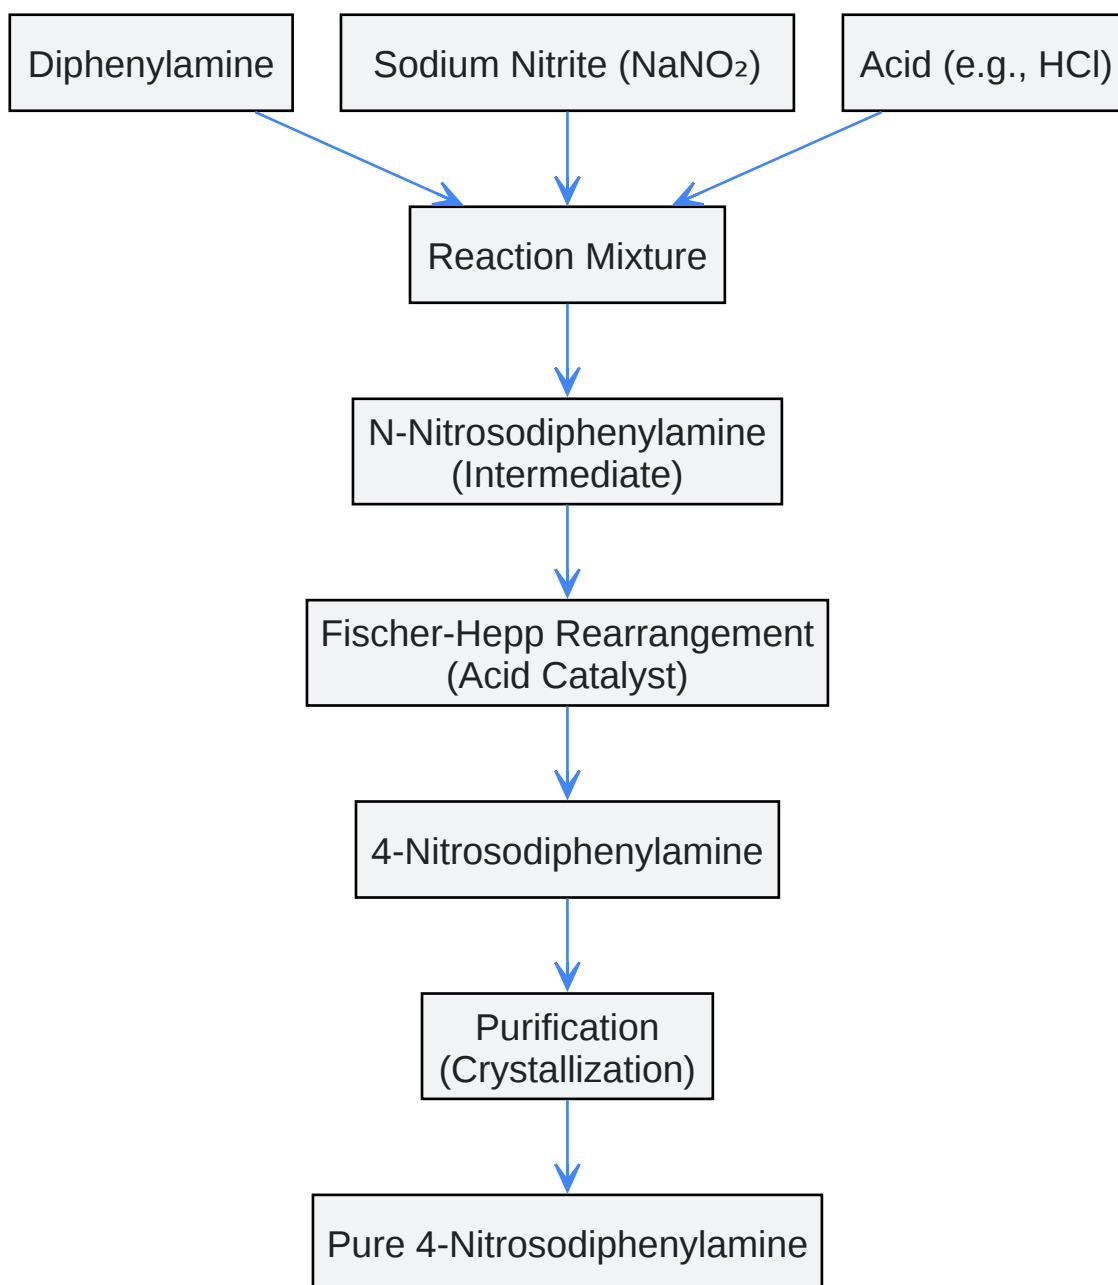 Diphenylamine
Sodium Nitrite (NaNO₂)
Acid (e.g., HCl)
Reaction Mixture
N-Nitrosodiphenylamine
(Intermediate)
Fischer-Hepp Rearrangement
(Acid Catalyst)
4-Nitrosodiphenylamine
Purification
(Crystallization)
Pure 4-Nitrosodiphenylamine